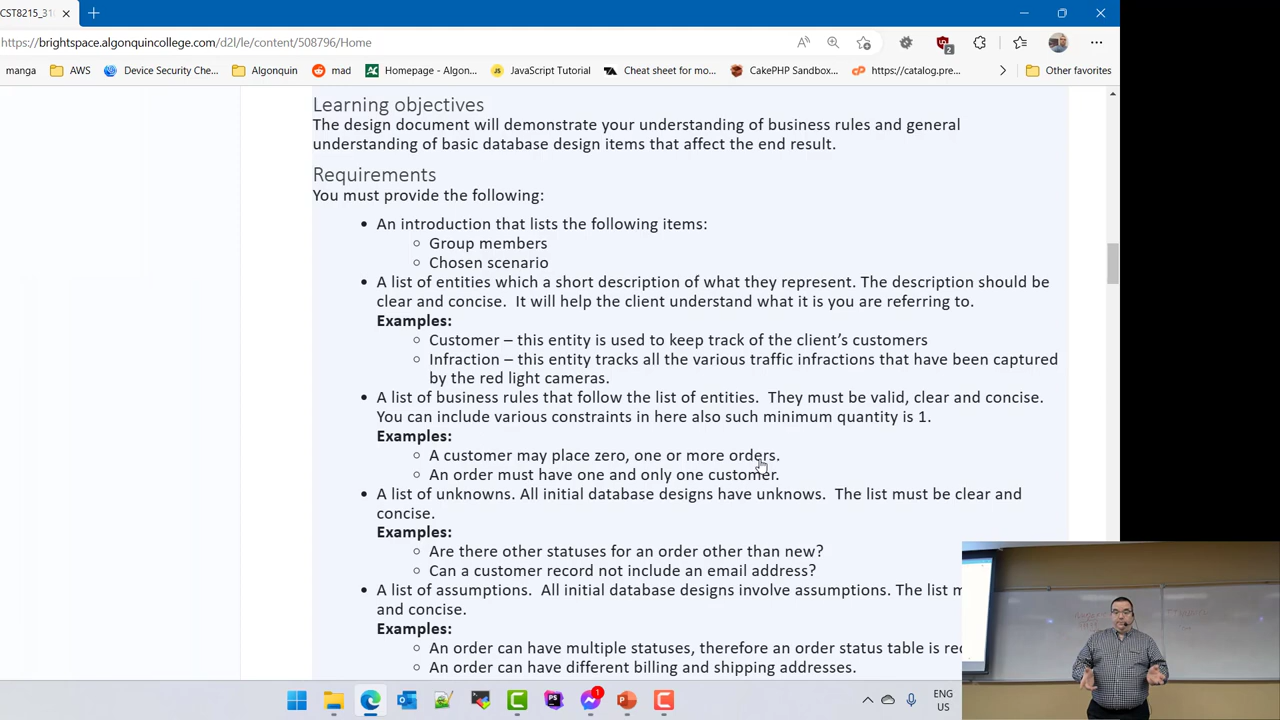 CST8215_31
https://brightspace.algonquincollege.com/d2l/le/content/508796/Home
manga AWS Device Security Che... Algonquin mad Homepage - Algon... JavaScript Tutorial Cheat sheet for mo... CakePHP Sandbox... https://catalog.pre... Other favorites
Learning objectives
The design document will demonstrate your understanding of business rules and general
understanding of basic database design items that affect the end result.
Requirements
You must provide the following:
• An introduction that lists the following items:
○ Group members
○ Chosen scenario
• A list of entities which a short description of what they represent. The description should be
clear and concise.  It will help the client understand what it is you are referring to.
Examples:
○ Customer – this entity is used to keep track of the client’s customers
○ Infraction – this entity tracks all the various traffic infractions that have been captured
by the red light cameras.
• A list of business rules that follow the list of entities.  They must be valid, clear and concise.
You can include various constraints in here also such minimum quantity is 1.
Examples:
○ A customer may place zero, one or more orders.
○ An order must have one and only one customer.
• A list of unknowns. All initial database designs have unknows.  The list must be clear and
concise.
Examples:
○ Are there other statuses for an order other than new?
○ Can a customer record not include an email address?
• A list of assumptions.  All initial database designs involve assumptions. The list m
and concise.
Examples:
○ An order can have multiple statuses, therefore an order status table is rec
○ An order can have different billing and shipping addresses.
ENG
US